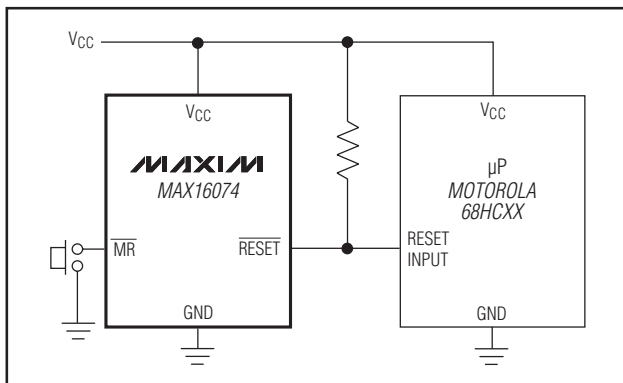 VCC
VCC
MAXIM
MAX16074
MR
RESET
GND
VCC
µP
MOTOROLA
68HCXX
RESET
INPUT
GND